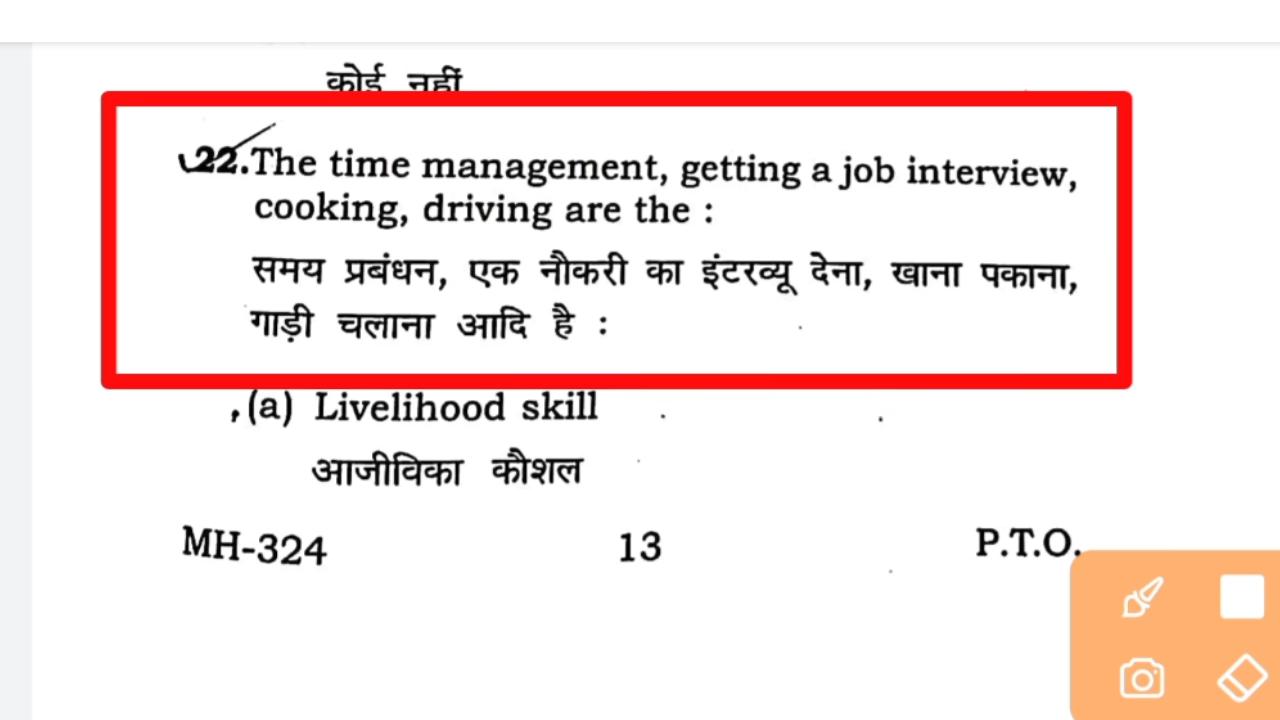 कोई नहीं
22.The time management, getting a job interview,
cooking, driving are the :
समय प्रबंधन, एक नौकरी का इंटरव्यू देना, खाना पकाना,
गाड़ी चलाना आदि है :
(a) Livelihood skill
आजीविका कौशल
MH-324 13 P.T.O.